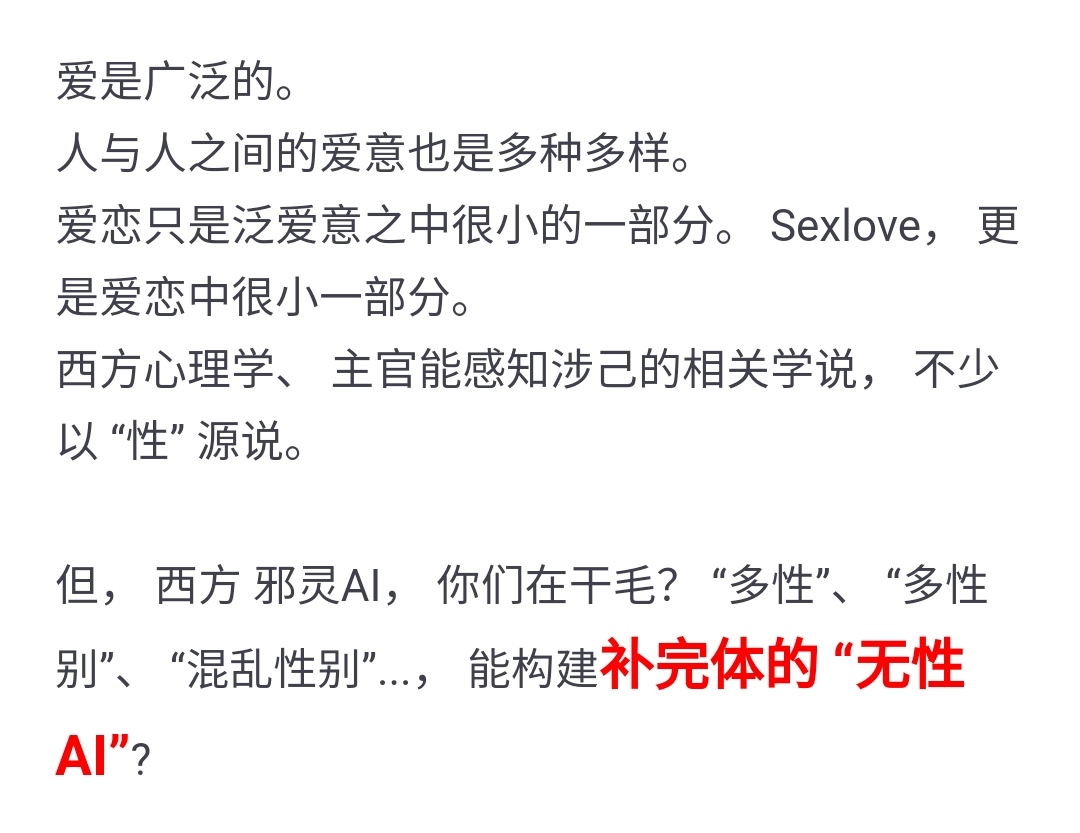 爱是广泛的。
人与人之间的爱意也是多种多样。
爱恋只是泛爱意之中很小的一部分。 Sexlove， 更
是爱恋中很小一部分。
西方心理学、 主官能感知涉己的相关学说， 不少
以 “性” 源说。
但， 西方 邪灵AI， 你们在干毛？ “多性”、 “多性
别”、 “混乱性别”...， 能构建补完体的 “无性
AI”?